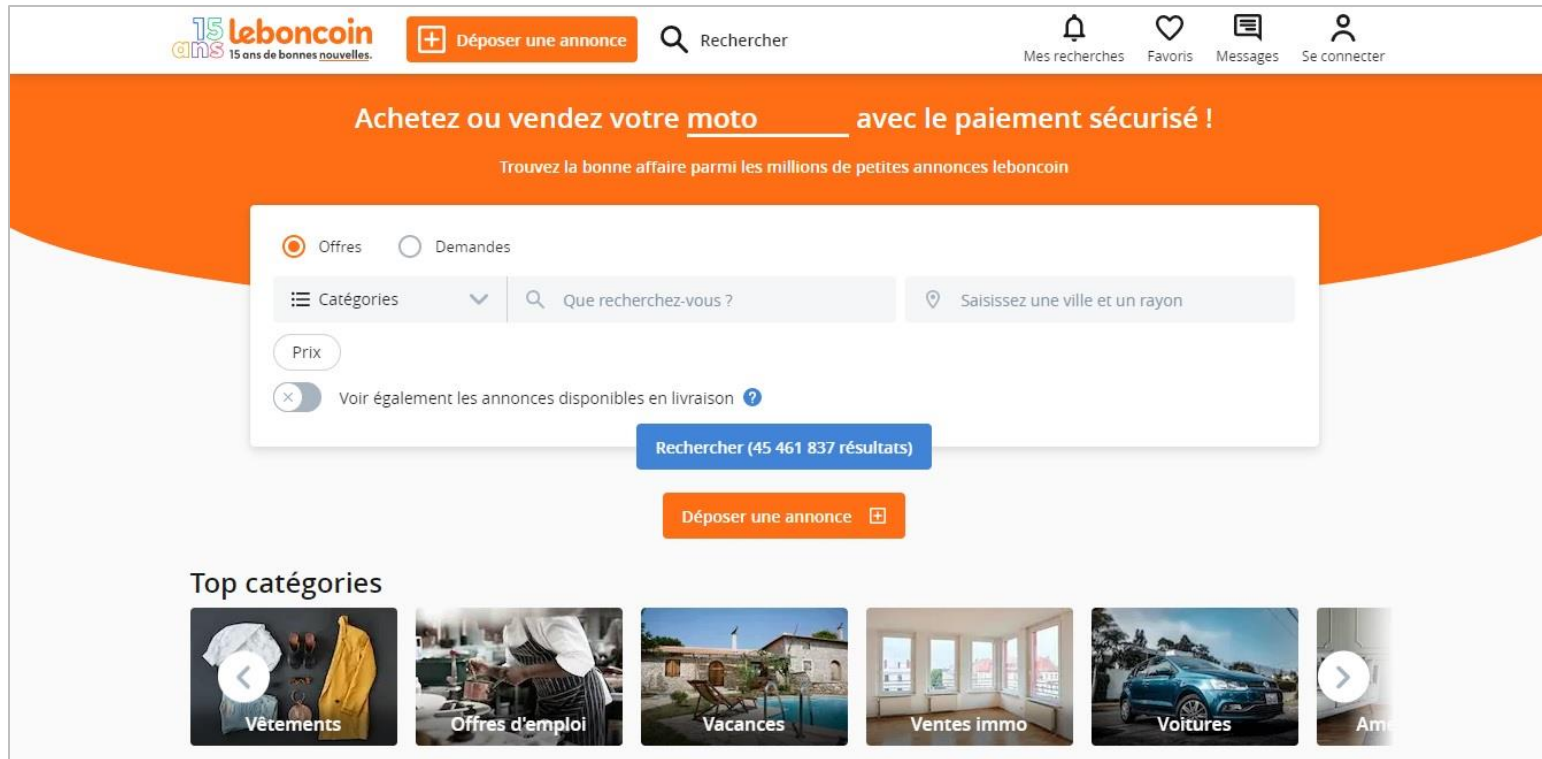 15 ans
leboncoin
15 ans de bonnes nouvelles.
Déposer une annonce
Rechercher
Mes recherches
Favoris
Messages
Se connecter
Achetez ou vendez votre moto avec le paiement sécurisé !
Trouvez la bonne affaire parmi les millions de petites annonces leboncoin
Offres
Demandes
Catégories
Que recherchez-vous ?
Saisissez une ville et un rayon
Prix
Voir également les annonces disponibles en livraison ?
Rechercher (45 461 837 résultats)
Déposer une annonce
Top catégories
Vêtements
Offres d'emploi
Vacances
Ventes immo
Voitures
Ame